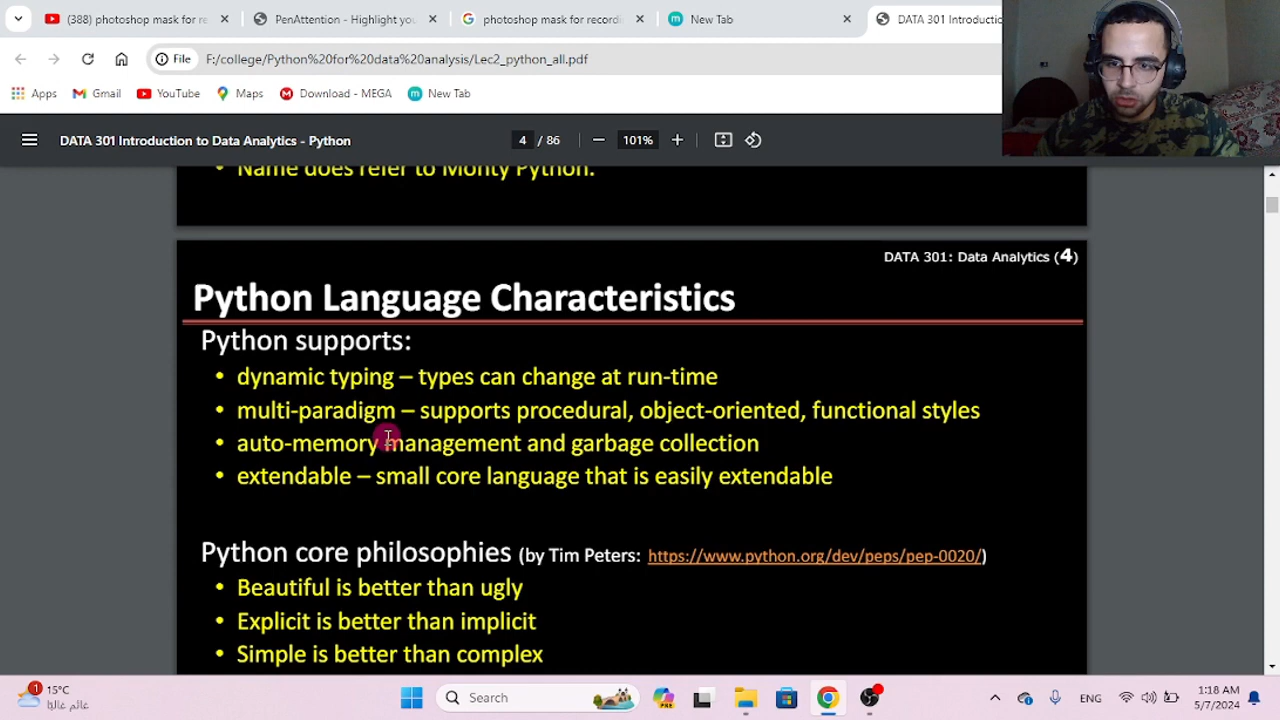 (388) photoshop mask for re
PenAttention - Highlight you
photoshop mask for recordi
New Tab
DATA 301 Introductio
File
F:/college/Python%20for%20data%20analysis/Lec2_python_all.pdf
Apps
Gmail
YouTube
Maps
Download - MEGA
New Tab
DATA 301 Introduction to Data Analytics - Python
4 / 86
101%
Name does refer to Monty Python.
DATA 301: Data Analytics (4)
Python Language Characteristics
Python supports:
• dynamic typing – types can change at run-time
• multi-paradigm – supports procedural, object-oriented, functional styles
• auto-memory management and garbage collection
• extendable – small core language that is easily extendable
Python core philosophies (by Tim Peters: https://www.python.org/dev/peps/pep-0020/)
• Beautiful is better than ugly
• Explicit is better than implicit
• Simple is better than complex
1
15°C
غائم غالبًا
Search
PRE
ENG
1:18 AM
5/7/2024